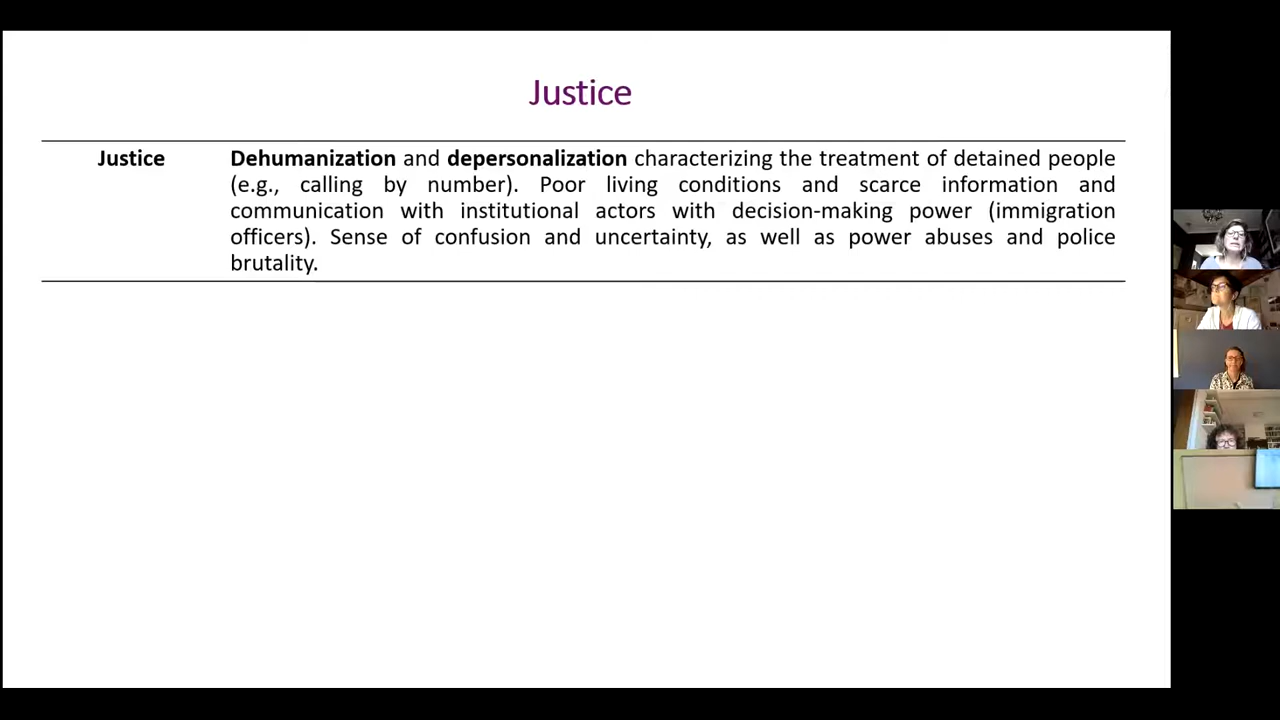 Justice
Justice Dehumanization and depersonalization characterizing the treatment of detained people
(e.g., calling by number). Poor living conditions and scarce information and
communication with institutional actors with decision-making power (immigration
officers). Sense of confusion and uncertainty, as well as power abuses and police
brutality.